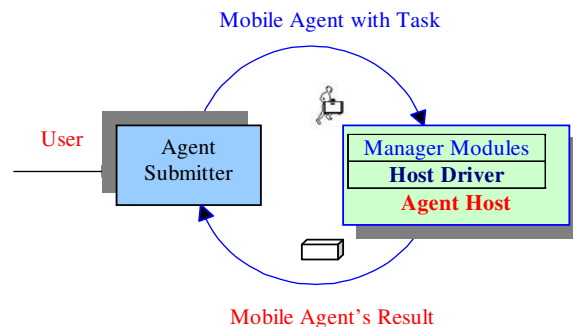 Mobile Agent with Task
User
Agent
Submitter
Manager Modules
Host Driver
Agent Host
Mobile Agent's Result